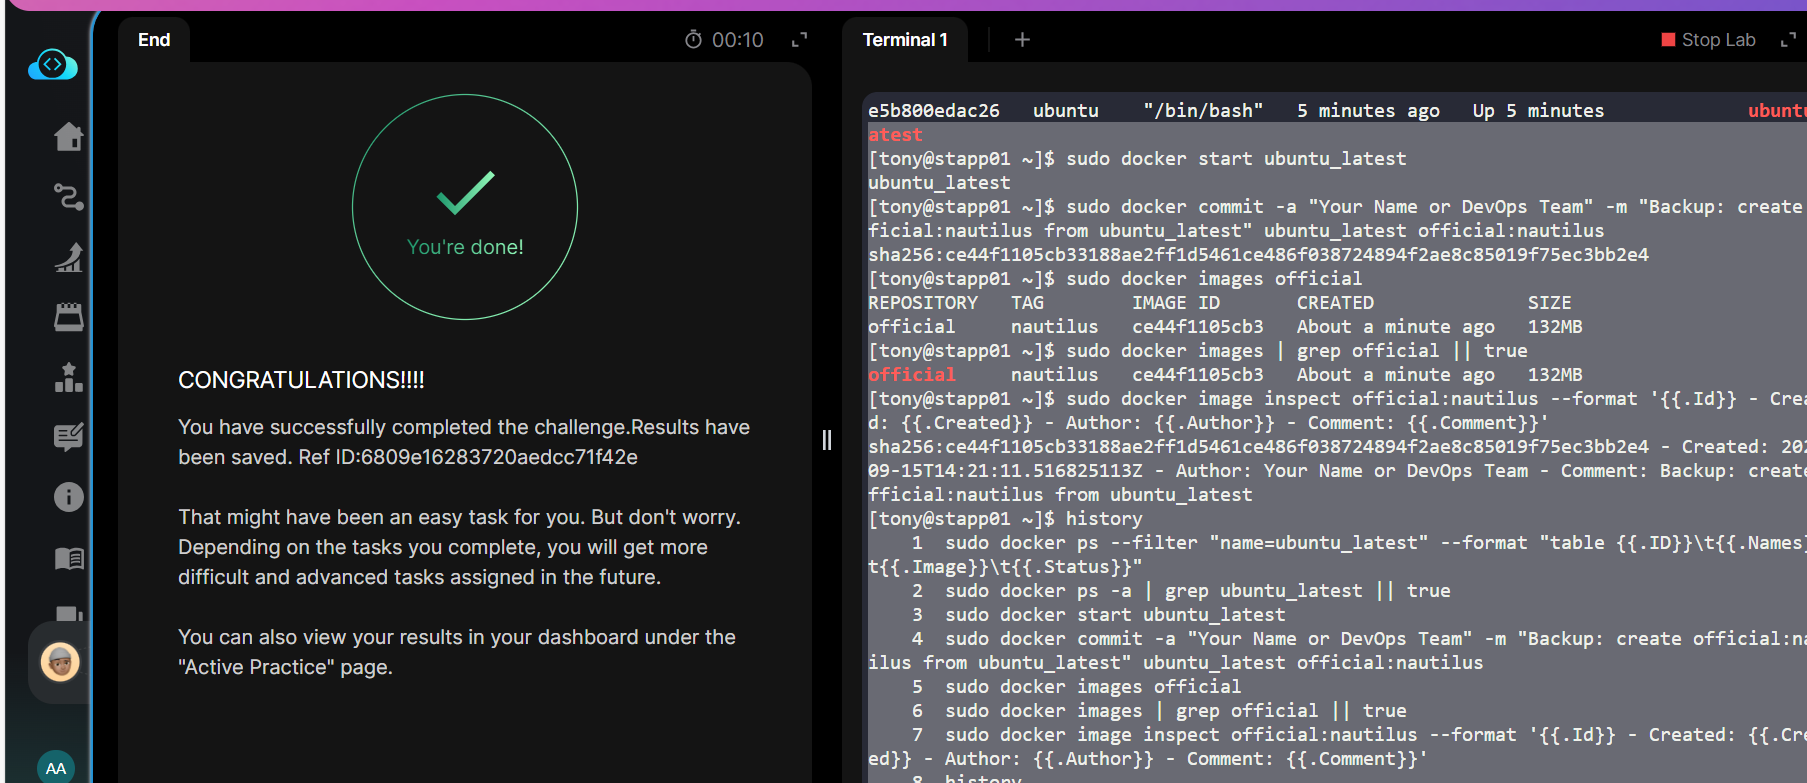 End
00:10
You're done!
CONGRATULATIONS!!!!
You have successfully completed the challenge.Results have
been saved. Ref ID:6809e16283720aedcc71f42e
That might have been an easy task for you. But don't worry.
Depending on the tasks you complete, you will get more
difficult and advanced tasks assigned in the future.
You can also view your results in your dashboard under the
"Active Practice" page.
AA
Terminal 1
+
Stop Lab
e5b800edac26   ubuntu    "/bin/bash"   5 minutes ago   Up 5 minutes             ubuntu
atest
[tony@stapp01 ~]$ sudo docker start ubuntu_latest
ubuntu_latest
[tony@stapp01 ~]$ sudo docker commit -a "Your Name or DevOps Team" -m "Backup: create
ficial:nautilus from ubuntu_latest" ubuntu_latest official:nautilus
sha256:ce44f1105cb33188ae2ff1d5461ce486f038724894f2ae8c85019f75ec3bb2e4
[tony@stapp01 ~]$ sudo docker images official
REPOSITORY   TAG        IMAGE ID       CREATED              SIZE
official     nautilus   ce44f1105cb3   About a minute ago   132MB
[tony@stapp01 ~]$ sudo docker images | grep official || true
official     nautilus   ce44f1105cb3   About a minute ago   132MB
[tony@stapp01 ~]$ sudo docker image inspect official:nautilus --format '{{.Id}} - Crea
d: {{.Created}} - Author: {{.Author}} - Comment: {{.Comment}}'
sha256:ce44f1105cb33188ae2ff1d5461ce486f038724894f2ae8c85019f75ec3bb2e4 - Created: 202
09-15T14:21:11.516825113Z - Author: Your Name or DevOps Team - Comment: Backup: create
fficial:nautilus from ubuntu_latest
[tony@stapp01 ~]$ history
    1  sudo docker ps --filter "name=ubuntu_latest" --format "table {{.ID}}\t{{.Names}
t{{.Image}}\t{{.Status}}"
    2  sudo docker ps -a | grep ubuntu_latest || true
    3  sudo docker start ubuntu_latest
    4  sudo docker commit -a "Your Name or DevOps Team" -m "Backup: create official:na
ilus from ubuntu_latest" ubuntu_latest official:nautilus
    5  sudo docker images official
    6  sudo docker images | grep official || true
    7  sudo docker image inspect official:nautilus --format '{{.Id}} - Created: {{.Cre
ed}} - Author: {{.Author}} - Comment: {{.Comment}}'
    8  history